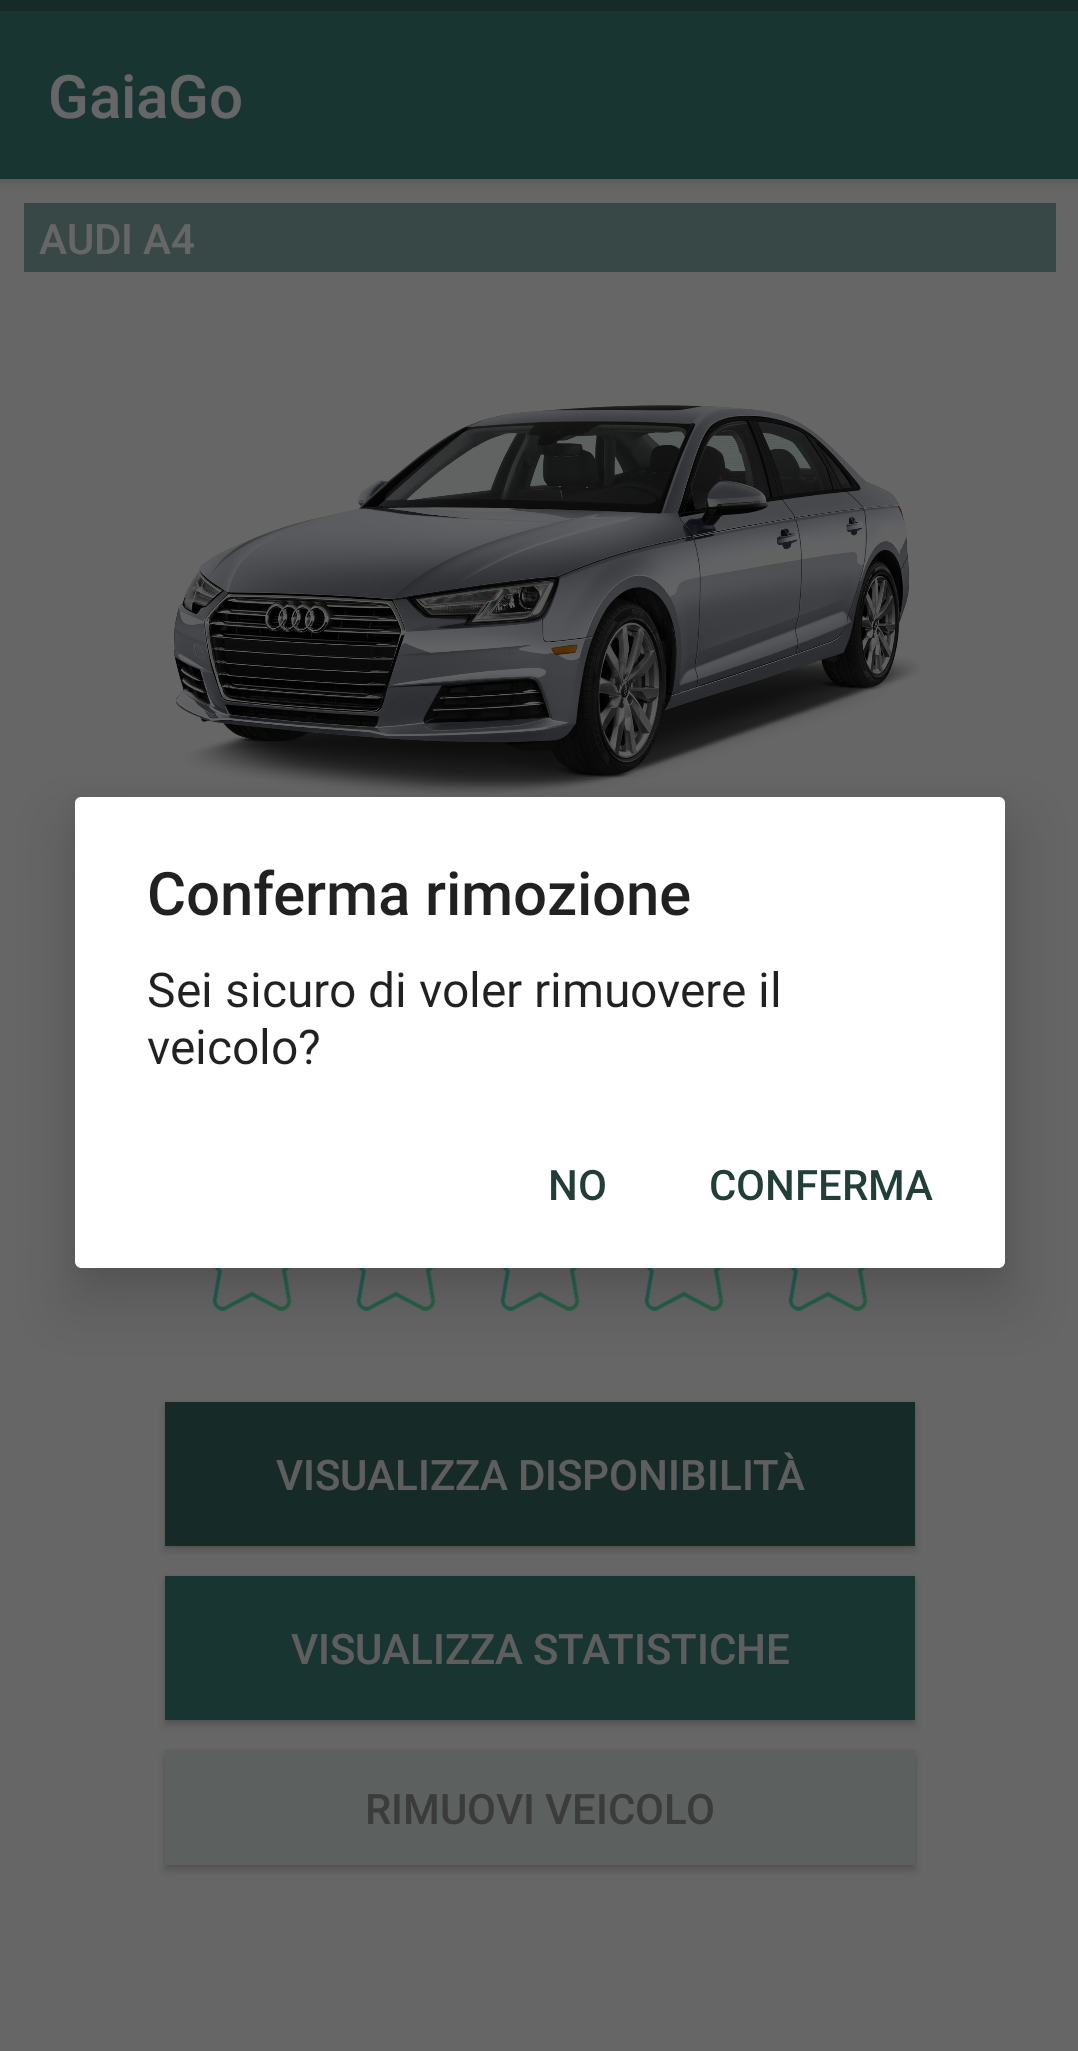 GaiaGo
AUDI A4
Conferma rimozione
Sei sicuro di voler rimuovere il
veicolo?
NO CONFERMA
VISUALIZZA DISPONIBILITÀ
VISUALIZZA STATISTICHE
RIMUOVI VEICOLO